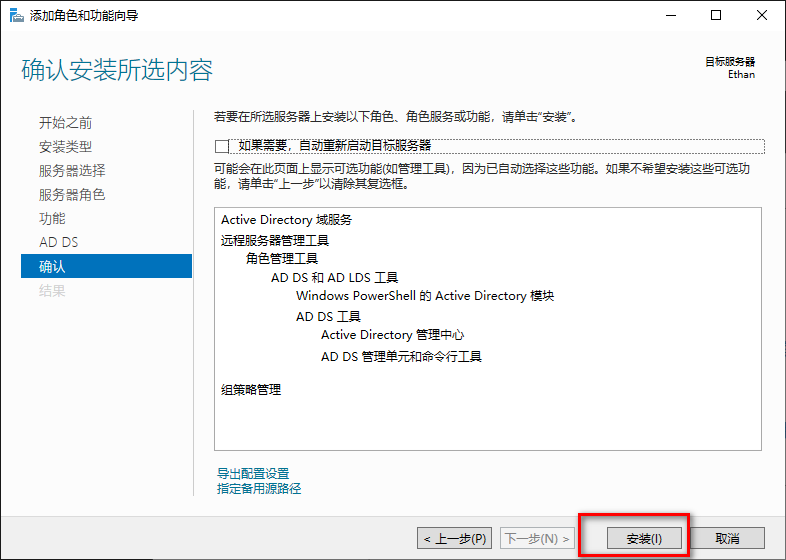 添加角色和功能向导
确认安装所选内容
目标服务器
Ethan
开始之前
安装类型
服务器选择
服务器角色
功能
AD DS
确认
结果
若要在所选服务器上安装以下角色、角色服务或功能，请单击“安装”。
如果需要，自动重新启动目标服务器
可能会在此页面上显示可选功能(如管理工具)，因为已自动选择这些功能。如果不希望安装这些可选功
能，请单击“上一步”以清除其复选框。
Active Directory 域服务
远程服务器管理工具
角色管理工具
AD DS 和 AD LDS 工具
Windows PowerShell 的 Active Directory 模块
AD DS 工具
Active Directory 管理中心
AD DS 管理单元和命令行工具
组策略管理
导出配置设置
指定备用源路径
< 上一步(P)
下一步(N) >
安装(I)
取消